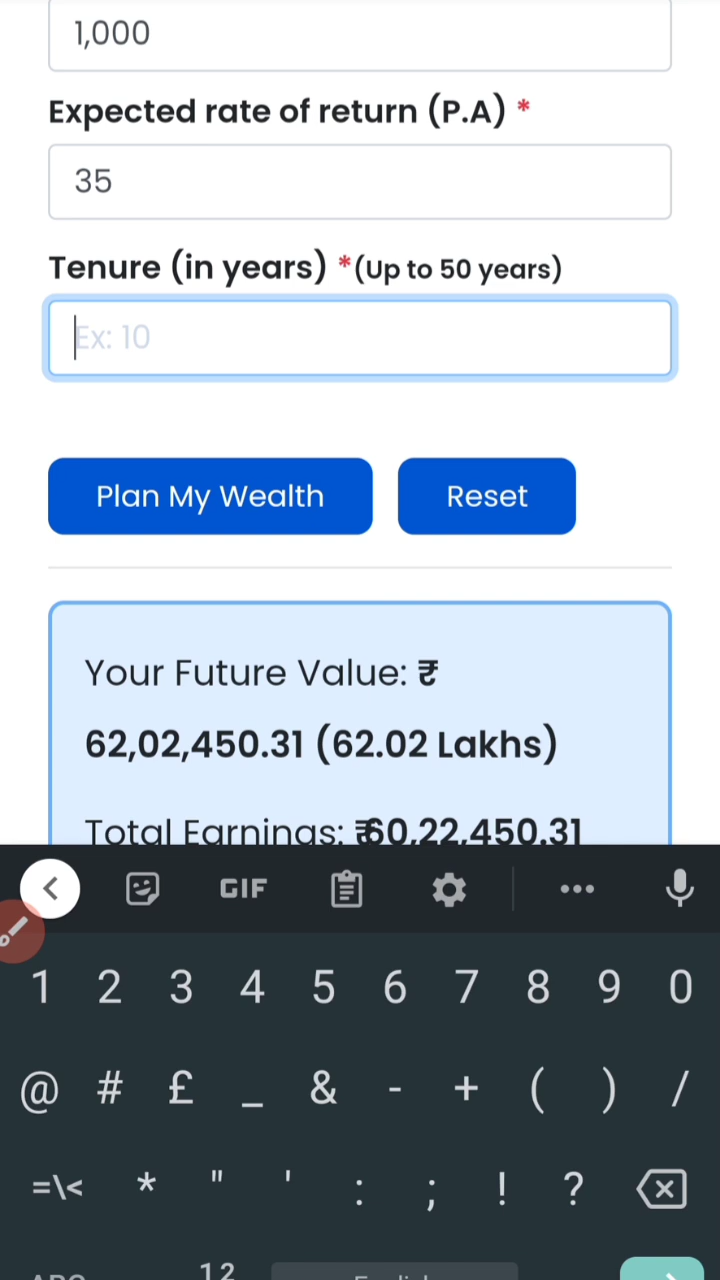 1,000
Expected rate of return (P.A) *
35
Tenure (in years) *(Up to 50 years)
Ex: 10
Plan My Wealth Reset
Your Future Value: ₹
62,02,450.31 (62.02 Lakhs)
Total Earnings: ₹60,22,450.31
GIF
1 2 3 4 5 6 7 8 9 0
@ # £ _ & - + ( ) /
=\< * " ' : ; ! ?
12